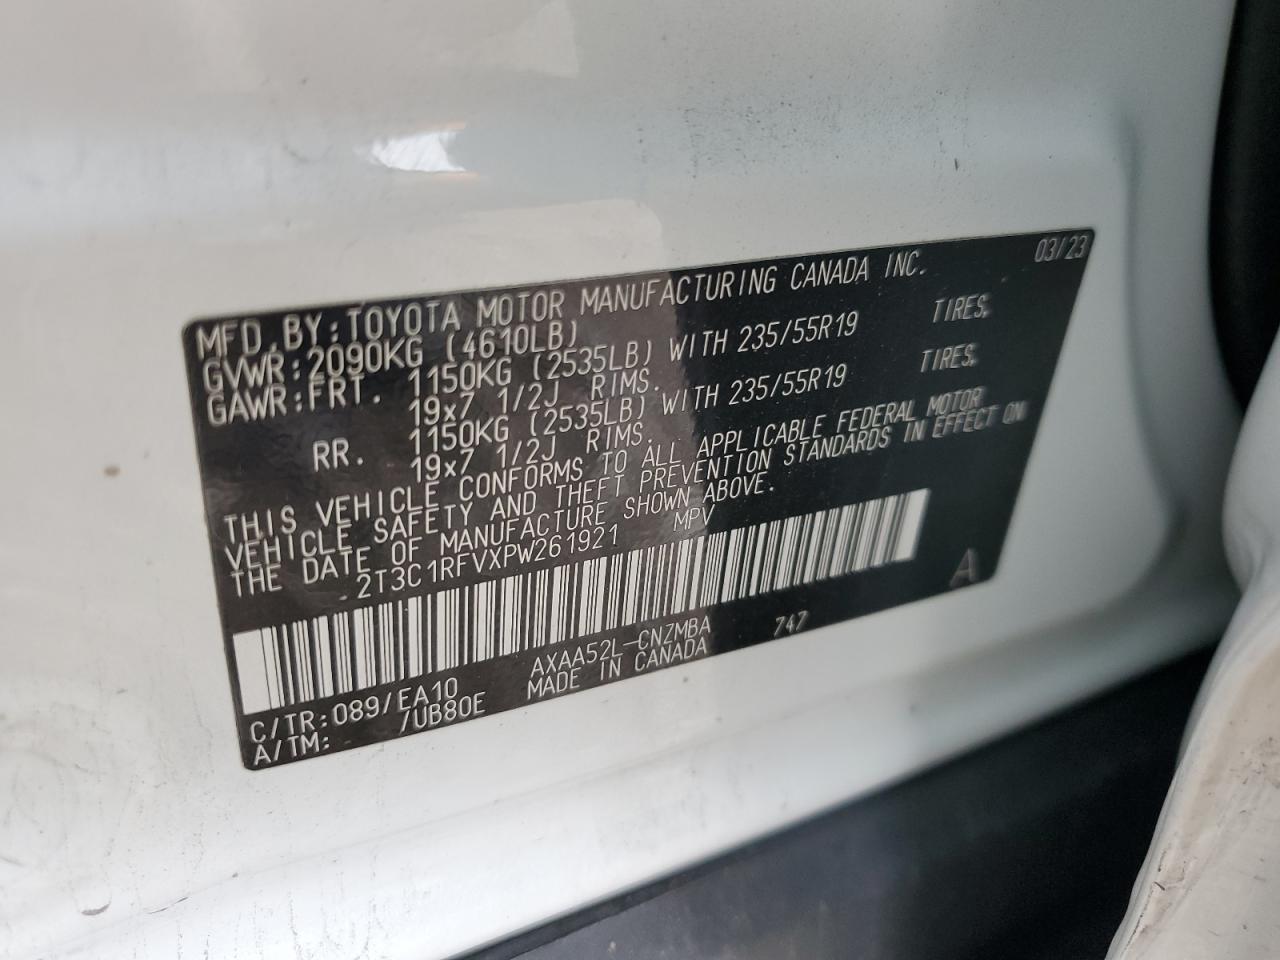 MFD.BY:TOYOTA MOTOR MANUFACTURING CANADA INC. 03/23
GVWR:2090KG (4610LB)
GAWR:FRT. 1150KG (2535LB) WITH 235/55R19 TIRES,
19x7 1/2J RIMS.
RR. 1150KG (2535LB) WITH 235/55R19 TIRES,
19x7 1/2J RIMS.
THIS VEHICLE CONFORMS TO ALL APPLICABLE FEDERAL MOTOR
VEHICLE SAFETY AND THEFT PREVENTION STANDARDS IN EFFECT ON
THE DATE OF MANUFACTURE SHOWN ABOVE.
2T3C1RFVXPW261921 MPV
A
C/TR:089/EA10 AXAA52L-CNZMBA 747
A/TM: /UB80E MADE IN CANADA